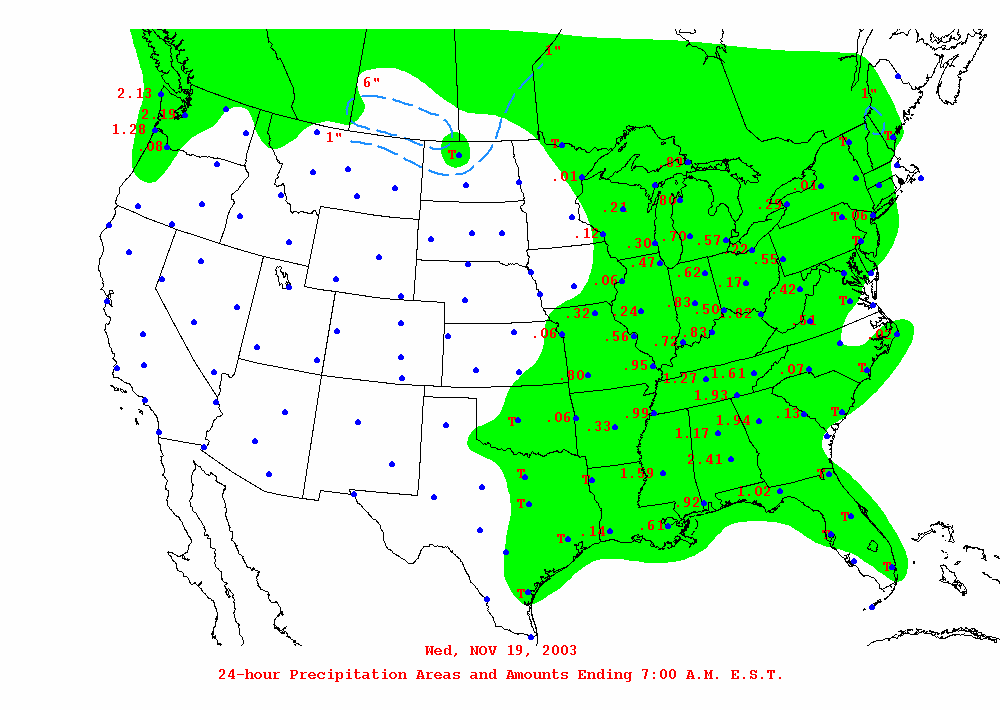 1"
6"
1"
2.13
2.19
1.28
.08
1"
T
T
.01
T
T
.89
.01
.21
.80
.29
T
.06
.12
.30
.70
.57
.22
T
.47
.55
.06
.62
.17
.42
T
.32
.24
.83
.50
1.82
.51
.06
.56
.72
.83
.02
.80
.95
1.27
1.61
.07
T
1.93
T
.06
.33
.99
1.17
1.94
.13
T
2.41
T
T
1.59
T
T
.92
1.02
T
.14
.61
T
T
T
T
Wed, NOV 19, 2003
24-hour Precipitation Areas and Amounts Ending 7:00 A.M. E.S.T.